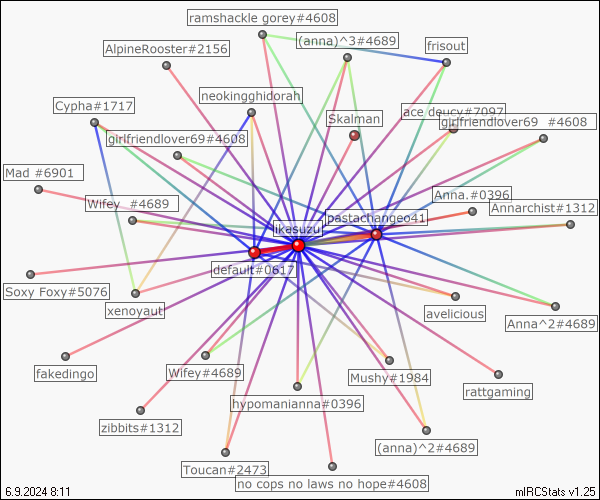 ramshackle gorey#4608
(anna)^3#4689
frisout
AlpineRooster#2156
neokingghidorah
Cypha#1717
Skalman
ace deucy#7097
girlfriendlover69 #4608
girlfriendlover69#4608
Mad #6901
Wifey #4689
Anna.#0396
Annarchist#1312
pastachangeo41
likesuzu
default#0617
Soxy Foxy#5076
xenoyaut
avelicious
Anna^2#4689
fakedingo
Wifey#4689
Mushy#1984
rattgaming
hypomanianna#0396
zibbits#1312
(anna)^2#4689
Toucan#2473
no cops no laws no hope#4608
6.9.2024 8:11
mIRCStats v1.25